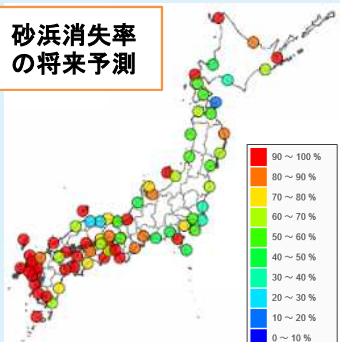 砂浜消失率
の将来予測
90 ～ 100 %
80 ～ 90 %
70 ～ 80 %
60 ～ 70 %
50 ～ 60 %
40 ～ 50 %
30 ～ 40 %
20 ～ 30 %
10 ～ 20 %
0 ～ 10 %